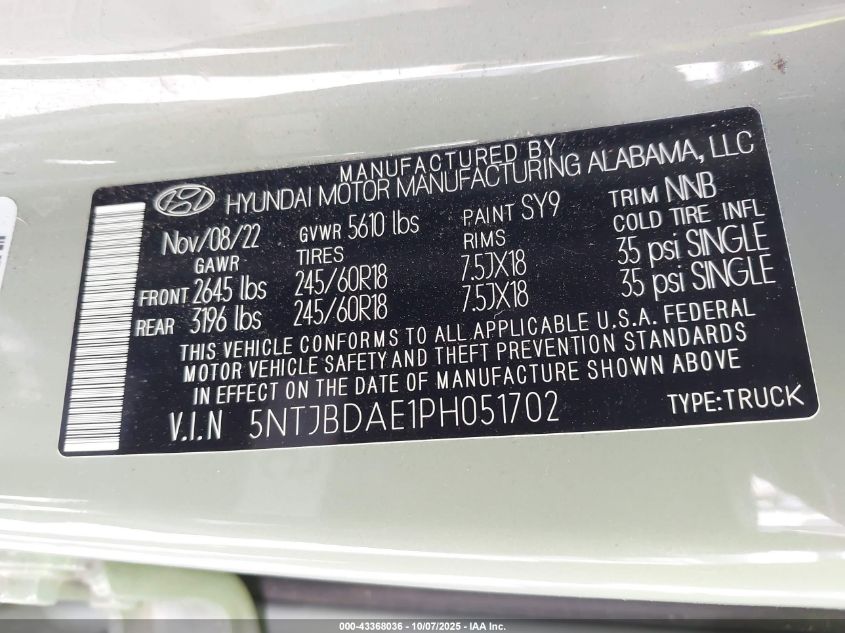 MANUFACTURED BY
HYUNDAI MOTOR MANUFACTURING ALABAMA, LLC
Nov/08/22 GVWR 5610 lbs PAINT SY9 TRIM NNB
GAWR TIRES RIMS COLD TIRE INFL
FRONT 2645 lbs 245/60R18 7.5JX18 35 psi SINGLE
REAR 3196 lbs 245/60R18 7.5JX18 35 psi SINGLE
THIS VEHICLE CONFORMS TO ALL APPLICABLE U.S.A. FEDERAL
MOTOR VEHICLE SAFETY AND THEFT PREVENTION STANDARDS
IN EFFECT ON THE DATE OF MANUFACTURE SHOWN ABOVE
V.I.N 5NTJBDAE1PH051702 TYPE:TRUCK
000-43368036 - 10/07/2025 - IAA Inc.